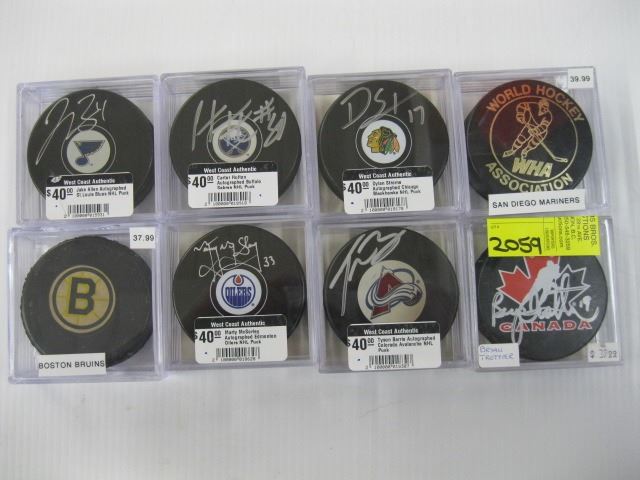 34
West Coast Authentic
$40.00
Jake Allen Autographed
St.Louis Blues NHL Puck
West Coast Authentic
$40.00
Carter Hutton
Autographed Buffalo
Sabres NHL Puck
17
West Coast Authentic
$40.00
Dylan Strome
Autographed Chicago
Blackhawks NHL Puck
39.99
WORLD HOCKEY
WHA
ASSOCIATION
SAN DIEGO MARINERS
37.99
B
BOSTON BRUINS
33
OILERS
West Coast Authentic
$40.00
Marty McSorley
Autographed Edmonton
Oilers NHL Puck
West Coast Authentic
$40.00
Tyson Barrie Autographed
Colorado Avalanche NHL
Puck
2059
CANADA
BRYAN
TROTTIER